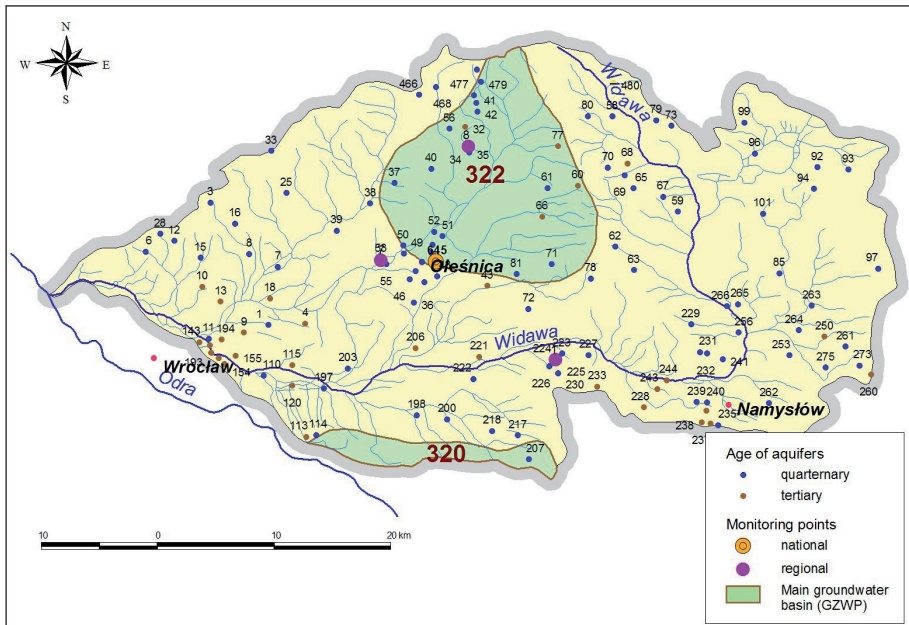 N
W E
S
466 477 479 480
468 41
56 42
80 58 79 73 99
Widawa
33 8 32
34 35
77
96
322
40 37 25 38
70 68 92 93
60 69 65 94
61 67
3 66 59 101
28 16 39
12 52 51
6 15 8 50 49 645 62
7 Oleśnica 85 97
10 55 81 71 63
43 78
13 18 46 36
72 266 265 263
1 4
229 256 264 250 261
143 11 194 9 206 Widawa
221 223 227 231 253
193 Wrocław 155 115 203 2241 241 275 273
154 110 222 225 232
226 233 244
230 243
Odra 197
120 228 239 240 262 260
198 200 Namysłów
235
113 114 218 217 238
320
207
Age of aquifers
quarternary
tertiary
Monitoring points
national
regional
Main groundwater
basin (GZWP)
10 0 10 20 km